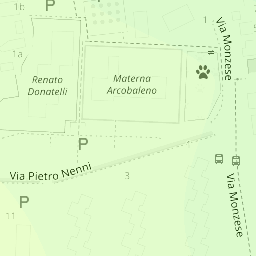 1b
P
1
Via Monzese
1a
Renato
Donatelli
Materna
Arcobaleno
P
Via Pietro Nenni
3
Via Monzese
P
11